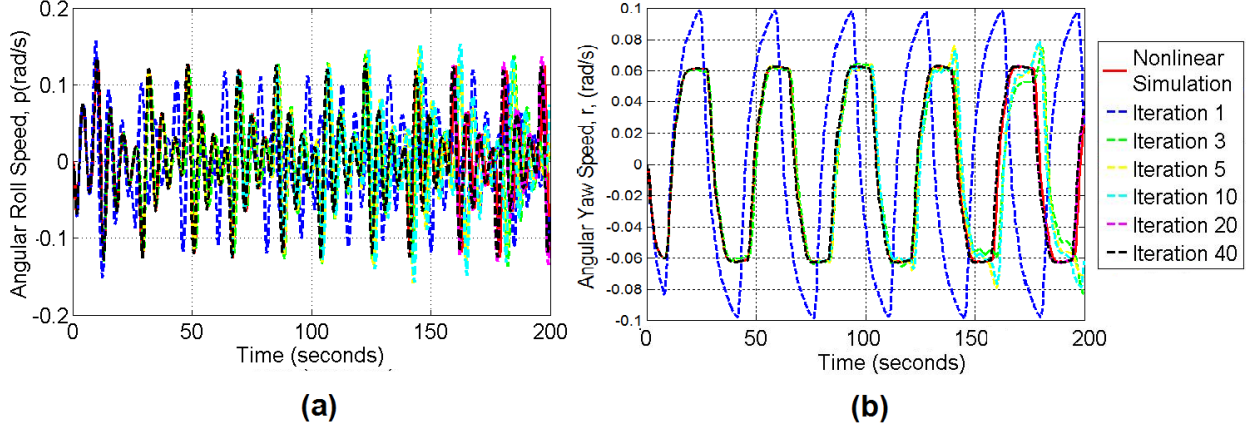 Angular Roll Speed, p(rad/s)
0.2
0.1
0
-0.1
-0.2
0
50
100
150
200
Time (seconds)
(a)
Angular Yaw Speed, r, (rad/s)
0.1
0.08
0.06
0.04
0.02
0
-0.02
-0.04
-0.06
-0.08
-0.1
0
50
100
150
200
Time (seconds)
(b)
Nonlinear
Simulation
Iteration 1
Iteration 3
Iteration 5
Iteration 10
Iteration 20
Iteration 40